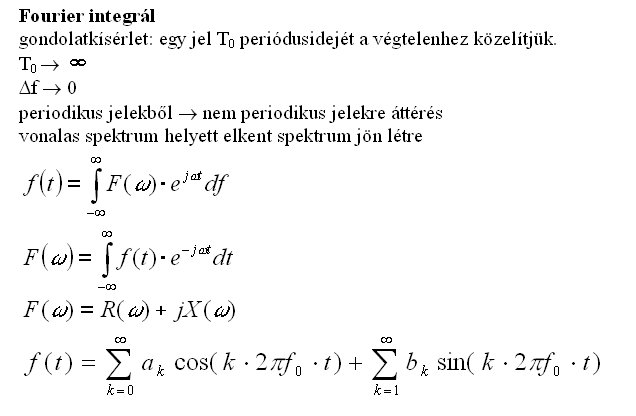 Fourier integrál
gondolatkísérlet: egy jel T₀ periódusidejét a végtelenhez közelítjük.
T₀ → ∞
Δf → 0
periodikus jelekből → nem periodikus jelekre áttérés
vonalas spektrum helyett elkent spektrum jön létre
f(t) = ∫_{-∞}^{∞} F(ω) · e^{jωt} df
F(ω) = ∫_{-∞}^{∞} f(t) · e^{-jωt} dt
F(ω) = R(ω) + jX(ω)
f(t) = ∑_{k=0}^{∞} a_k cos( k · 2πf₀ · t) + ∑_{k=1}^{∞} b_k sin( k · 2πf₀ · t)